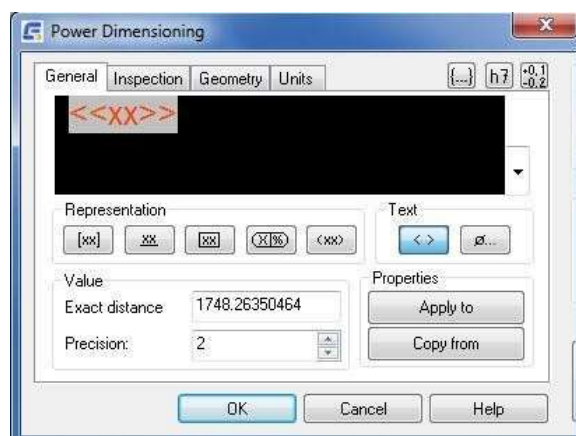 Power Dimensioning
General Inspection Geometry Units {...} h7 +0,1 -0,2
<<xx>>
Representation Text
[xx] xx xx (X|%) (xx) < > ø...
Value Properties
Exact distance 1748.26350464 Apply to
Precision: 2 Copy from
OK Cancel Help